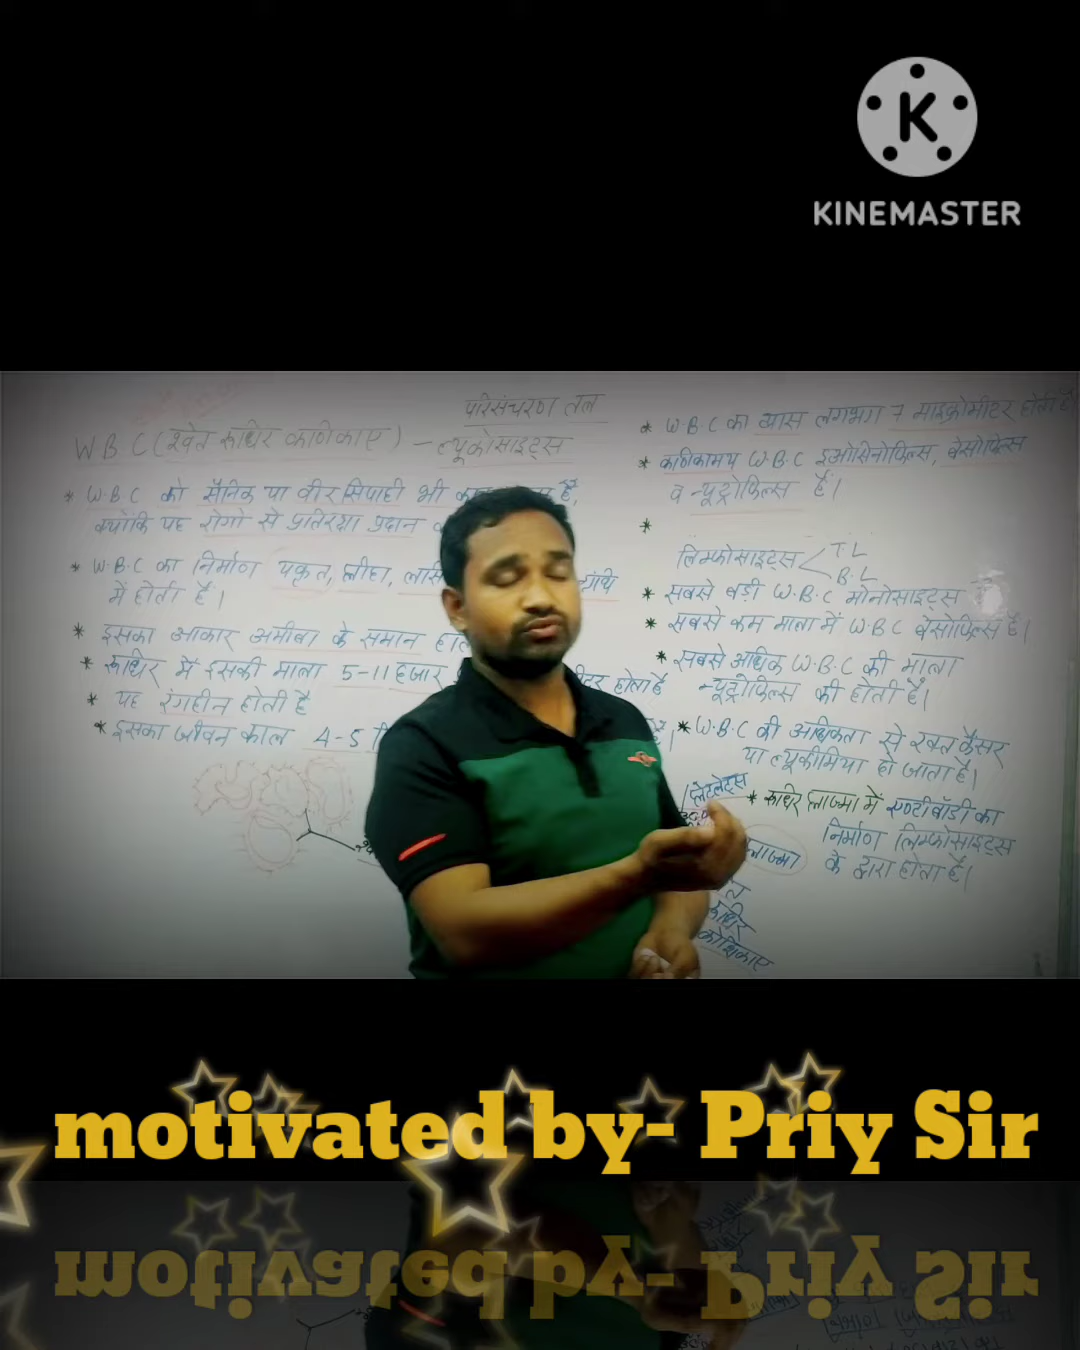 KINEMASTER
परिसंचरण तंत्र
W B C (श्वेत रूधिर कणिकाए) – ल्यूकोसाइट्स
* W·B·C को सैनिक या वीर सिपाही भी है,
क्योंकि यह रोगो से प्रतिरक्षा प्रदान
* W·B·C का निर्माण यकृत, प्लीहा, ग्रंथि
में होती है।
* इसका आकार अमीबा के समान
* रूधिर में इसकी मात्रा 5-11 हजार होता है
* यह रंगहीन होती है
* इसका जीवन काल 4-5 है।
* W·B·C का व्यास लगभग 7 माइक्रोमीटर होता है
* कणिकामय W·B·C इओसिनोफिल्स, बेसोफिल्स
व न्यूट्रोफिल्स हैं।
*
लिम्फोसाइट्स < T L
B·L
* सबसे बड़ी W·B·C मोनोसाइट्स
* सबसे कम मात्रा में W·B·C बेसोफिल्स है।
* सबसे अधिक W·B·C की मात्रा
न्यूट्रोफिल्स की होती है।
* W·B·C की अधिकता से रक्त कैंसर
या ल्यूकीमिया हो जाता है।
* रूधिर प्लाज्मा में एण्टीबॉडी का
निर्माण लिम्फोसाइट्स
के द्वारा होता है।
प्लेटलेट्स
लाज्मा
रूधिर
कोशिकाए
motivated by- Priy Sir